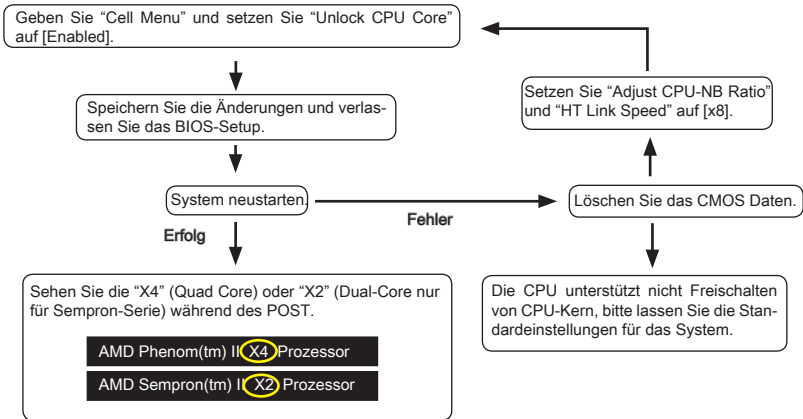 Geben Sie “Cell Menu” und setzen Sie “Unlock CPU Core”
auf [Enabled].
Speichern Sie die Änderungen und verlas-
sen Sie das BIOS-Setup.
Setzen Sie “Adjust CPU-NB Ratio”
und “HT Link Speed” auf [x8].
System neustarten.
Fehler
Löschen Sie das CMOS Daten.
Erfolg
Sehen Sie die “X4” (Quad Core) oder “X2” (Dual-Core nur
für Sempron-Serie) während des POST.
AMD Phenom(tm) II X4 Prozessor
AMD Sempron(tm) II X2 Prozessor
Die CPU unterstützt nicht Freischalten
von CPU-Kern, bitte lassen Sie die Stan-
dardeinstellungen für das System.